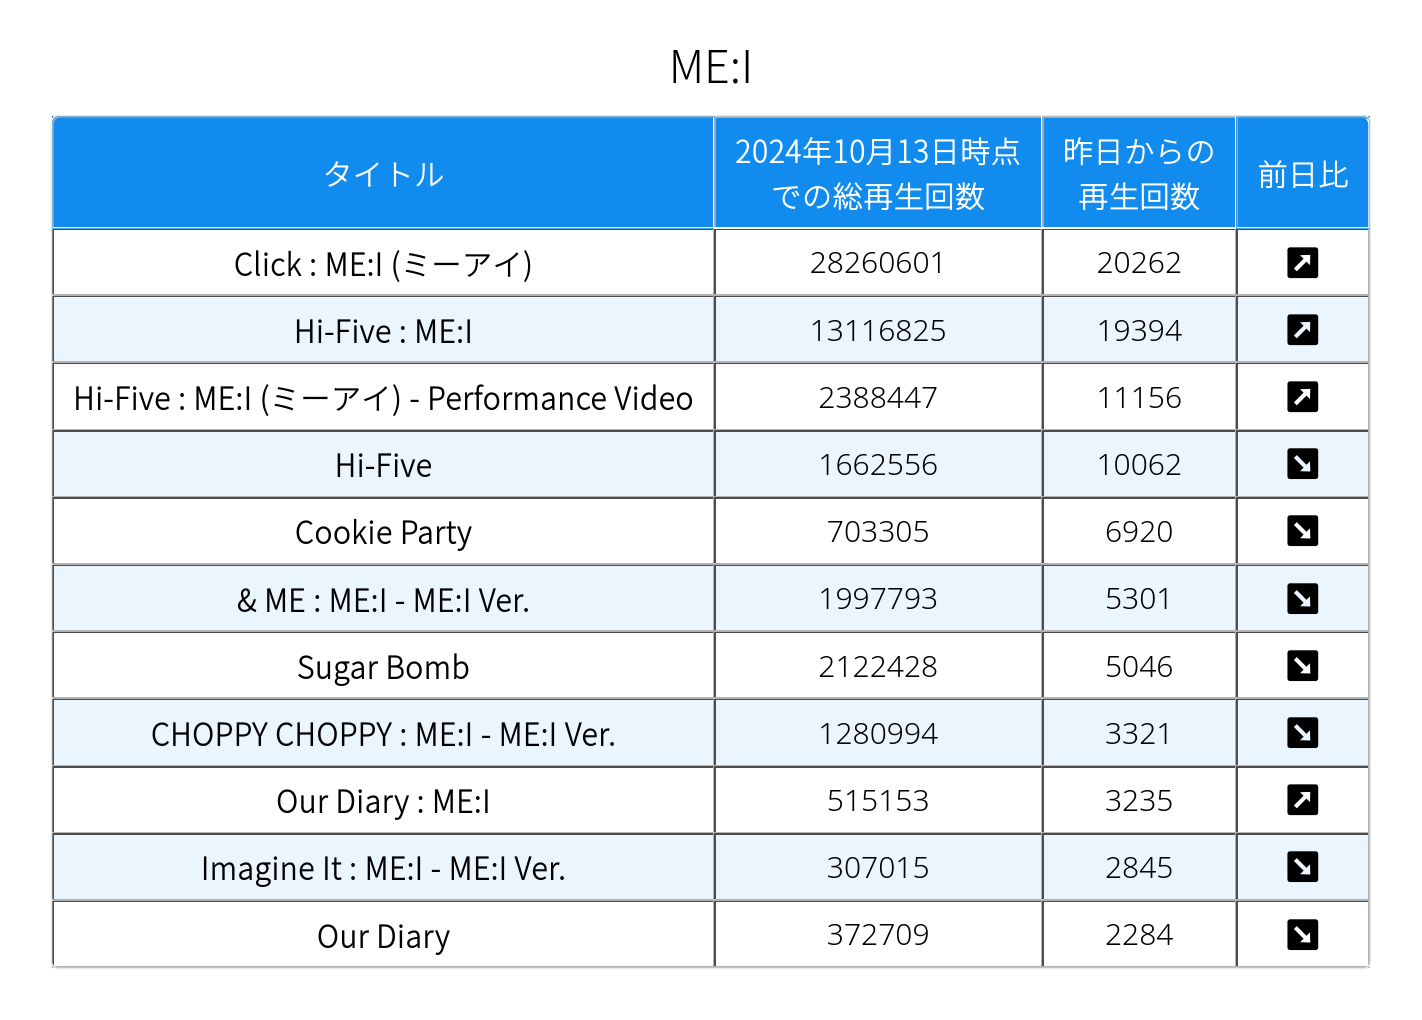 ME:I
タイトル
2024年10月13日時点
での総再生回数
昨日からの
再生回数
前日比
Click : ME:I (ミーアイ) 28260601 20262 ↗
Hi-Five : ME:I 13116825 19394 ↗
Hi-Five : ME:I (ミーアイ) - Performance Video 2388447 11156 ↗
Hi-Five 1662556 10062 ↘
Cookie Party 703305 6920 ↘
& ME : ME:I - ME:I Ver. 1997793 5301 ↘
Sugar Bomb 2122428 5046 ↘
CHOPPY CHOPPY : ME:I - ME:I Ver. 1280994 3321 ↘
Our Diary : ME:I 515153 3235 ↗
Imagine It : ME:I - ME:I Ver. 307015 2845 ↘
Our Diary 372709 2284 ↘